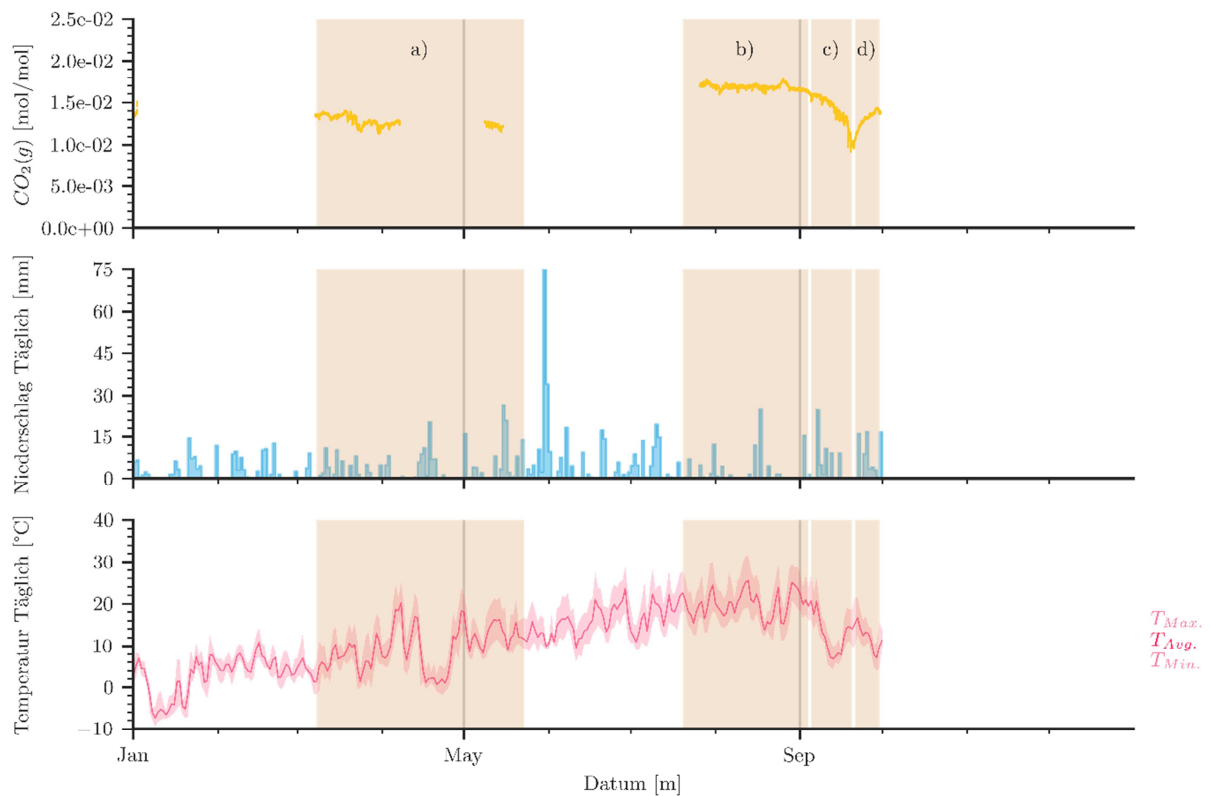 CO2(g) [mol/mol]
2.5e-02
2.0e-02
1.5e-02
1.0e-02
5.0e-03
0.0e+00
a)
b)
c)
d)
Niederschlag Täglich [mm]
75
60
45
30
15
0
Temperatur Täglich [°C]
40
30
20
10
0
−10
Jan
May
Sep
Datum [m]
TMax.
TAvg.
TMin.